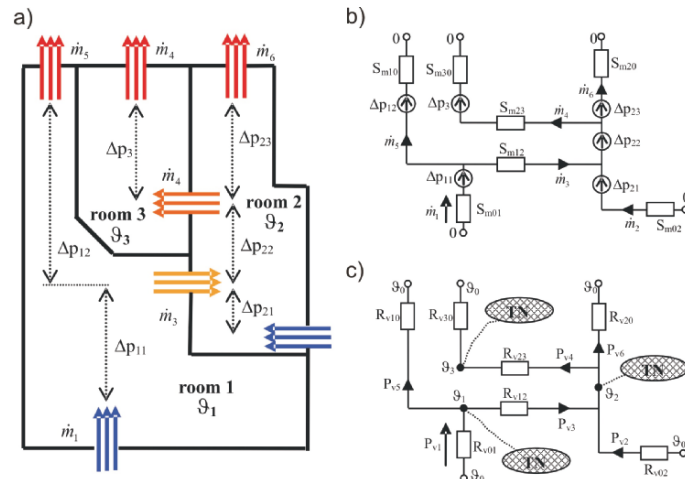 a)
ṁ₅
ṁ₄
ṁ₆
Δp₃
Δp₂₃
Δp₁₂
ṁ₄
room 2
ϑ₂
room 3
ϑ₃
Δp₂₂
ṁ₃
Δp₂₁
Δp₁₁
room 1
ϑ₁
ṁ₁
b)
0
0
0
Sₘ₁₀
Sₘ₃₀
Sₘ₂₀
ṁ₆
Δp₁₂
Δp₃
Sₘ₂₃
ṁ₄
Δp₂₃
Δp₂₂
ṁ₅
Sₘ₁₂
ṁ₃
Δp₁₁
Δp₂₁
ṁ₁
Sₘ₀₁
0
ṁ₂
Sₘ₀₂
0
c)
ϑ₀
ϑ₀
ϑ₀
TN
Rᵥ₁₀
Rᵥ₃₀
Rᵥ₂₀
Rᵥ₂₃
Pᵥ₄
Pᵥ₆
TN
ϑ₃
Pᵥ₅
ϑ₁
Rᵥ₁₂
Pᵥ₃
ϑ₂
Pᵥ₁
Rᵥ₀₁
TN
Pᵥ₂
Rᵥ₀₂
ϑ₀
ϑ₀